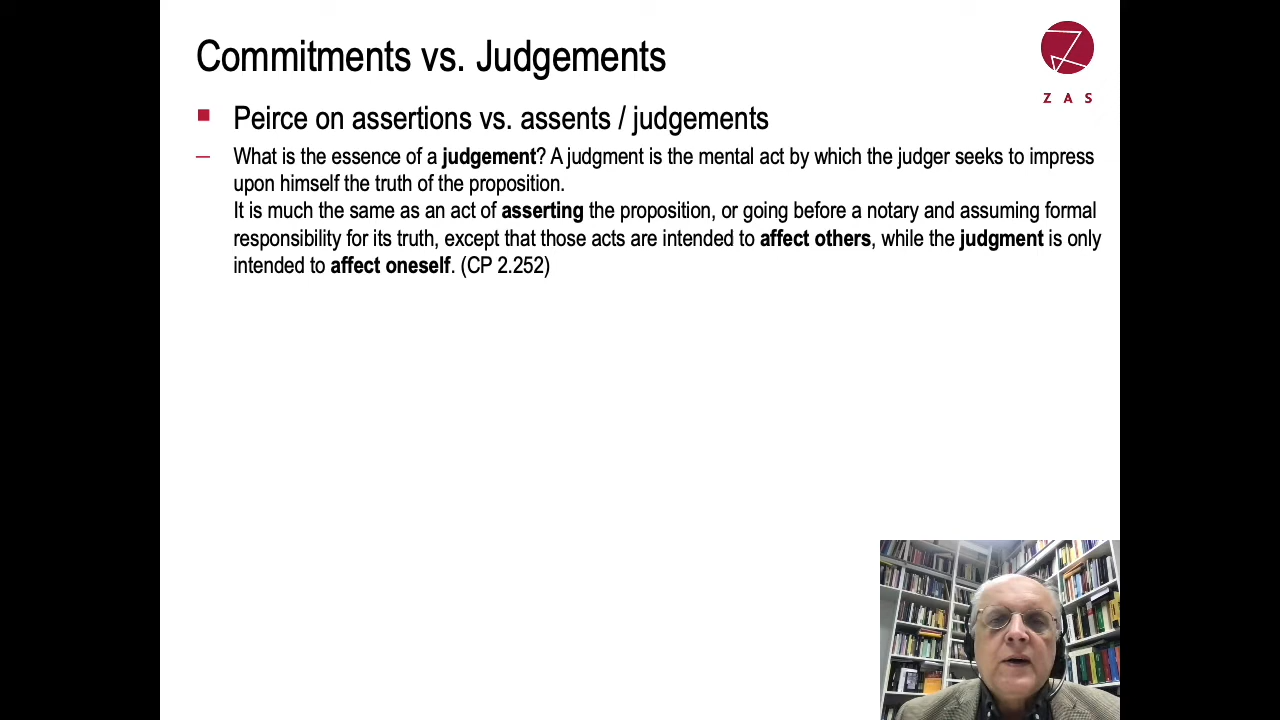 Commitments vs. Judgements
Z A S
Peirce on assertions vs. assents / judgements
What is the essence of a judgement? A judgment is the mental act by which the judger seeks to impress
upon himself the truth of the proposition.
It is much the same as an act of asserting the proposition, or going before a notary and assuming formal
responsibility for its truth, except that those acts are intended to affect others, while the judgment is only
intended to affect oneself. (CP 2.252)